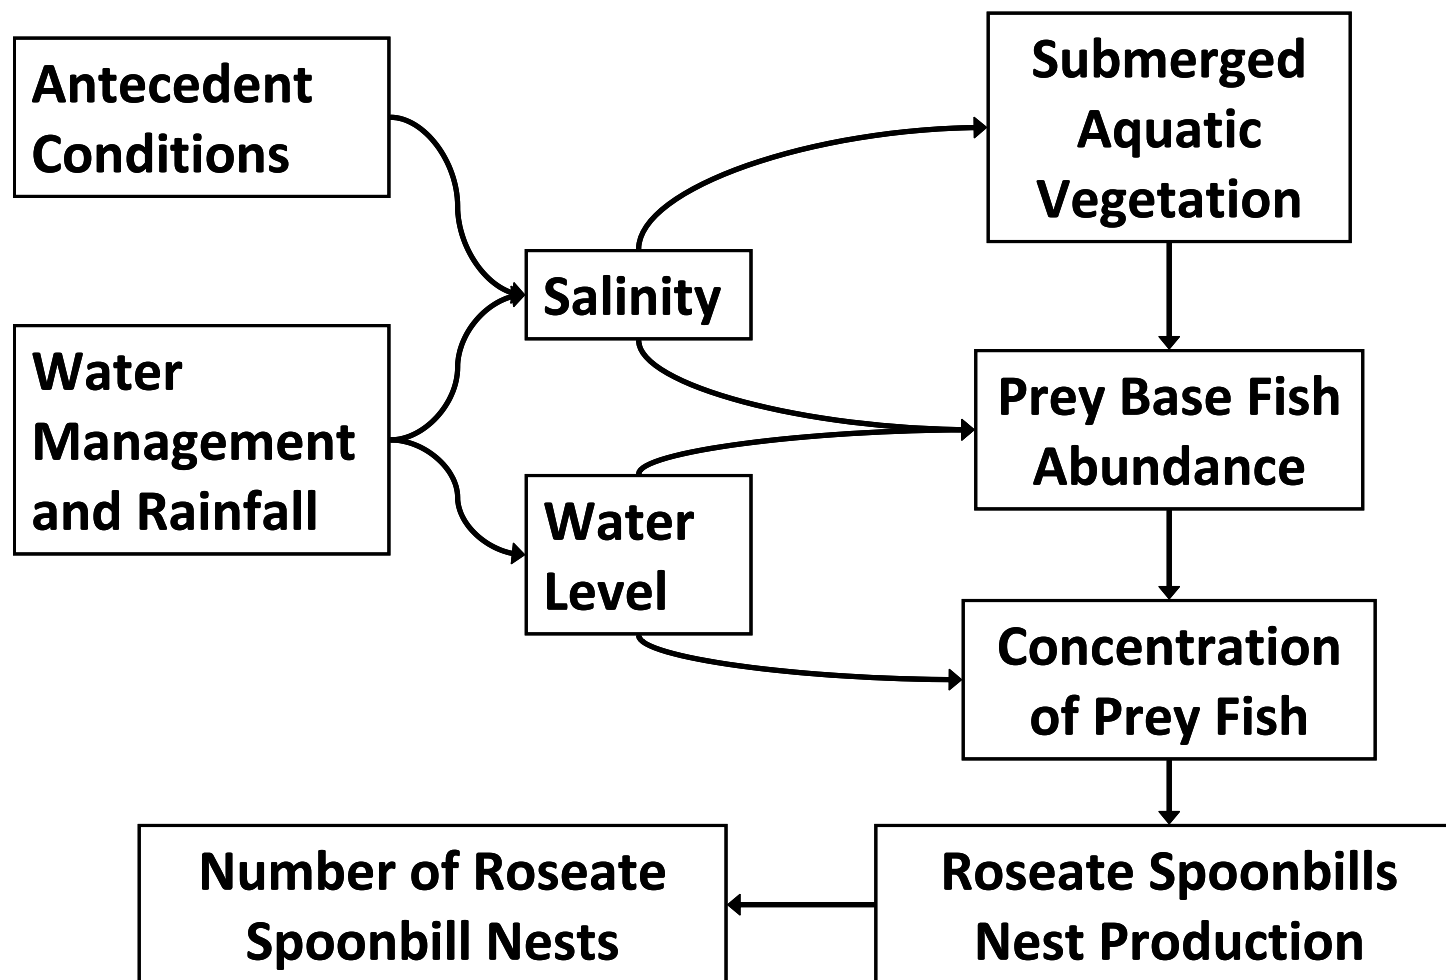 Antecedent
Conditions
Water
Management
and Rainfall
Salinity
Water
Level
Submerged
Aquatic
Vegetation
Prey Base Fish
Abundance
Concentration
of Prey Fish
Roseate Spoonbills
Nest Production
Number of Roseate
Spoonbill Nests